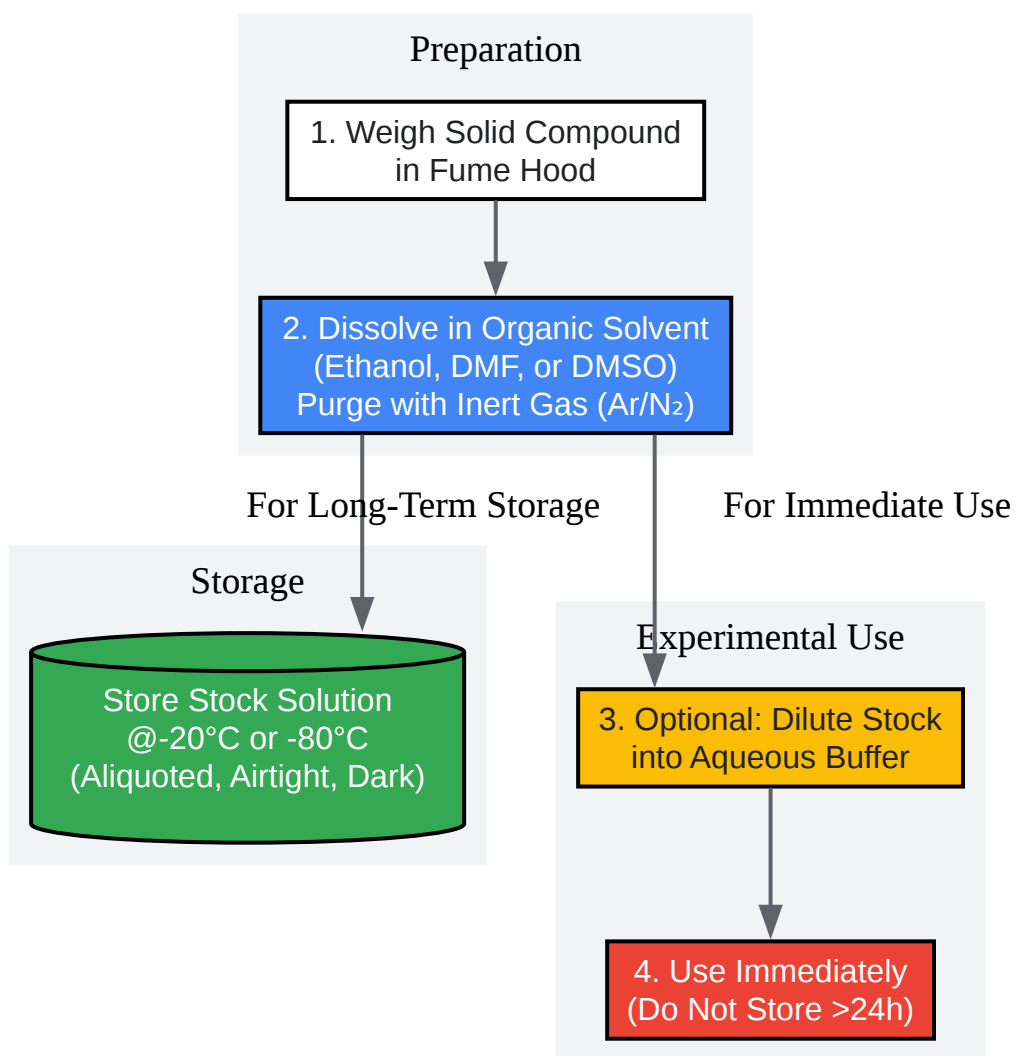 Preparation
1. Weigh Solid Compound
in Fume Hood
2. Dissolve in Organic Solvent
(Ethanol, DMF, or DMSO)
Purge with Inert Gas (Ar/N₂)
For Long-Term Storage
For Immediate Use
Storage
Store Stock Solution
@-20°C or -80°C
(Aliquoted, Airtight, Dark)
Experimental Use
3. Optional: Dilute Stock
into Aqueous Buffer
4. Use Immediately
(Do Not Store >24h)